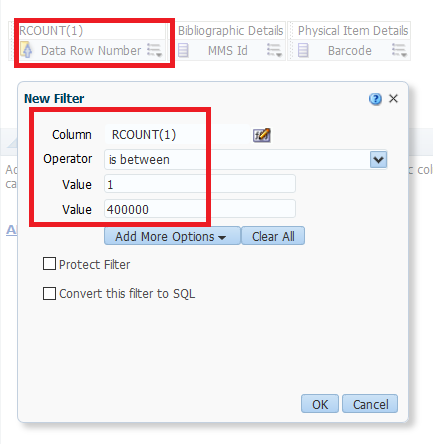 RCOUNT(1) Bibliographic Details Physical Item Details
Data Row Number MMS Id Barcode
New Filter
Column RCOUNT(1)
Operator is between
Value 1
Value 400000
Add More Options Clear All
Protect Filter
Convert this filter to SQL
OK Cancel